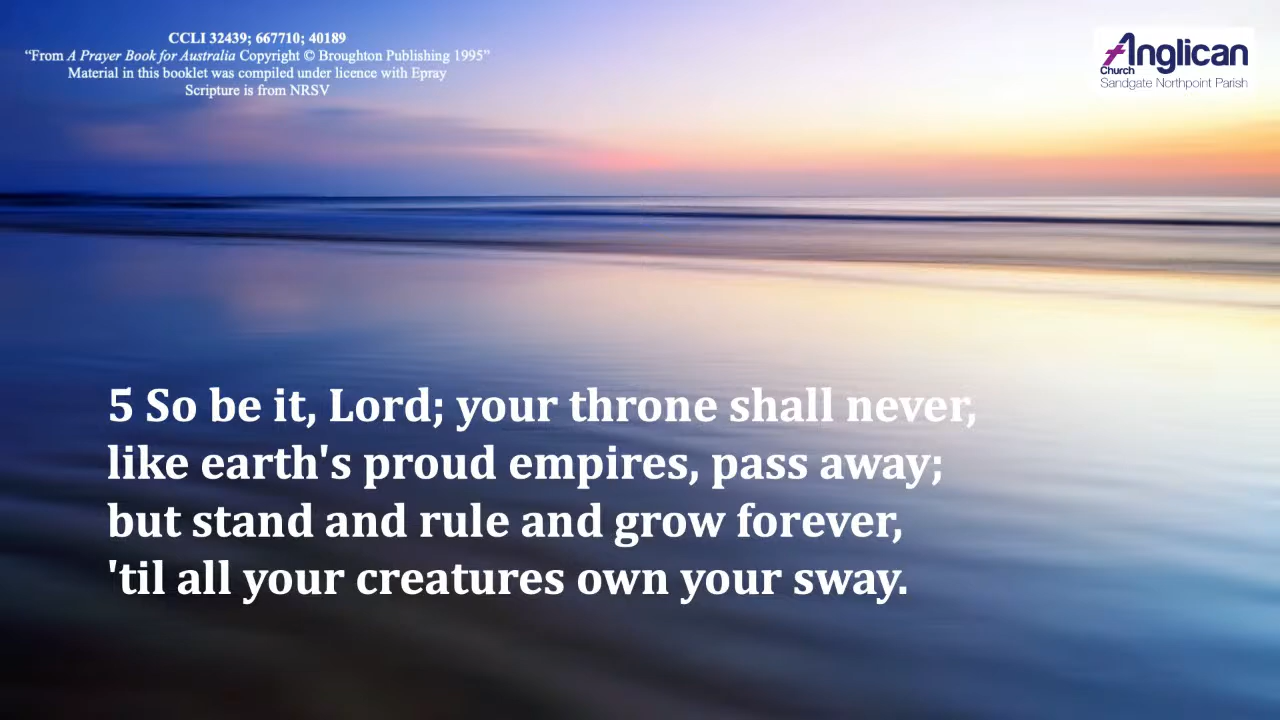 CCLI 32439; 667710; 40189
“From A Prayer Book for Australia Copyright © Broughton Publishing 1995”
Material in this booklet was compiled under licence with Epray
Scripture is from NRSV
Anglican
Church
Sandgate Northpoint Parish
5 So be it, Lord; your throne shall never,
like earth's proud empires, pass away;
but stand and rule and grow forever,
'til all your creatures own your sway.